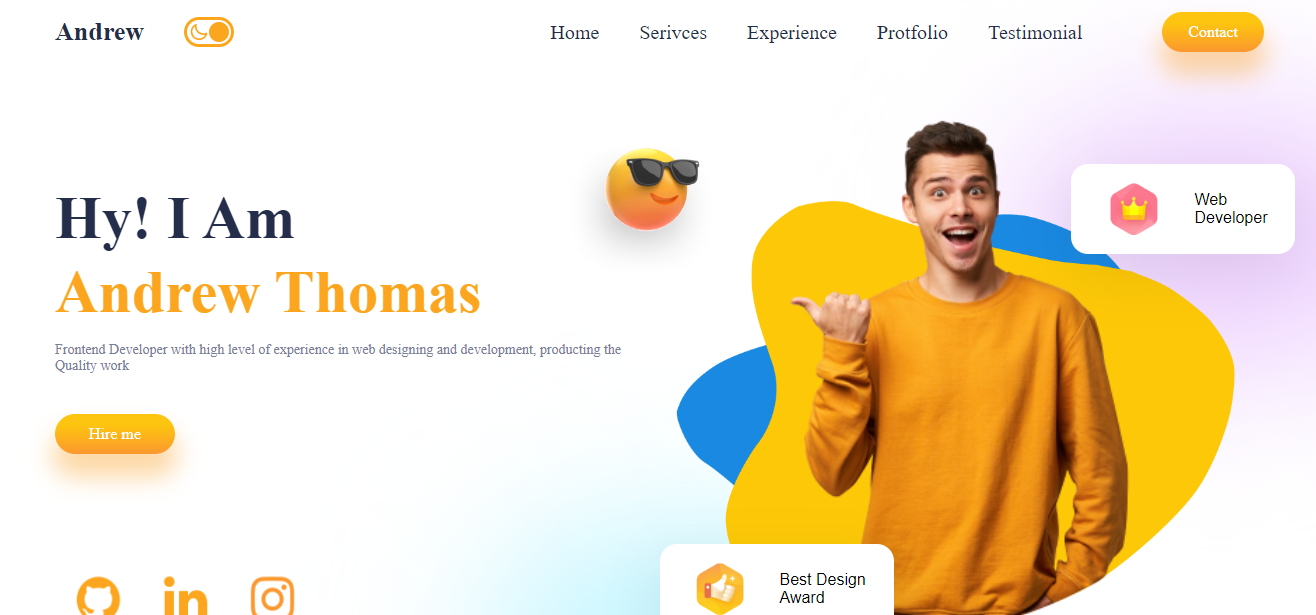 Andrew
Home
Serivces
Experience
Protfolio
Testimonial
Contact
Hy! I Am
Andrew Thomas
Frontend Developer with high level of experience in web designing and development, producting the
Quality work
Hire me
Web
Developer
Best Design
Award
in